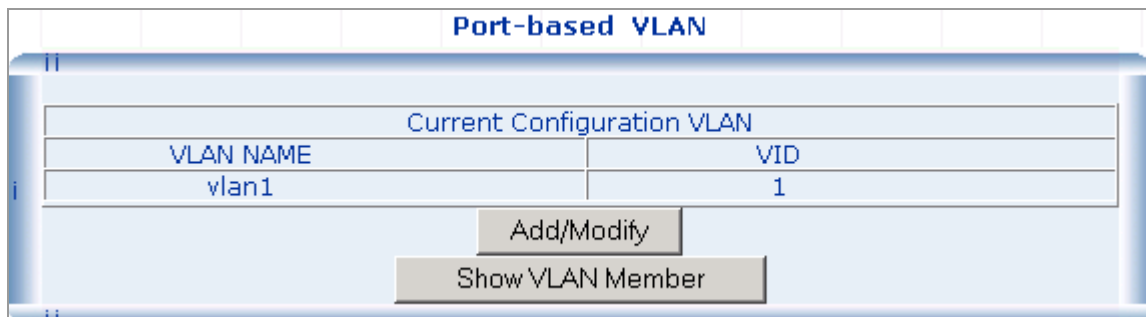 Port-based VLAN
Current Configuration VLAN
VLAN NAME VID
vlan1 1
Add/Modify
Show VLAN Member